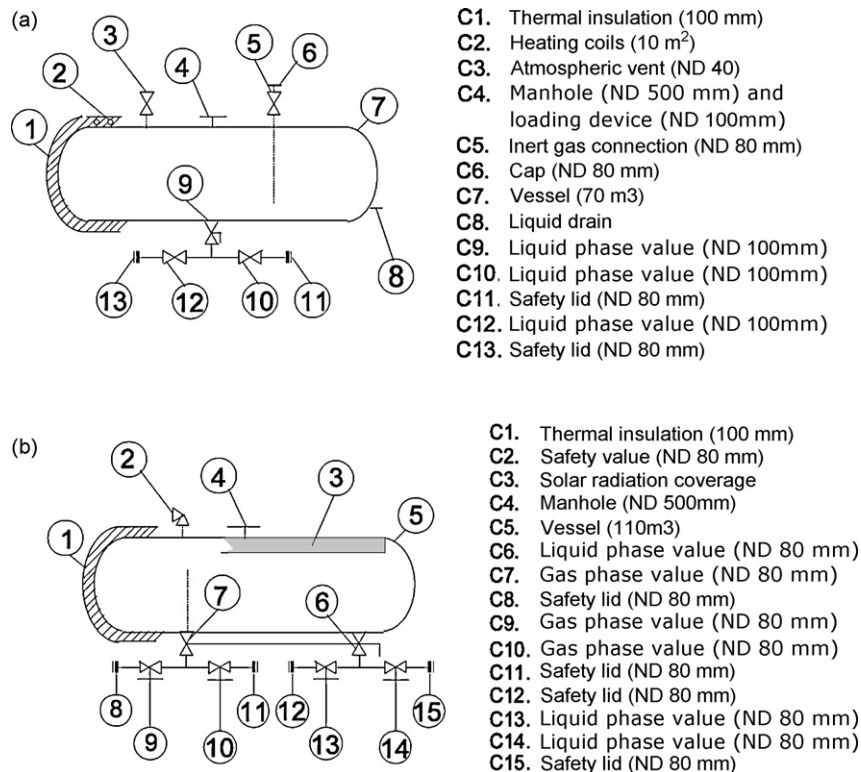 (a)
3
4
5
6
2
7
1
9
13
12
10
11
8
C1. Thermal insulation (100 mm)
C2. Heating coils (10 m²)
C3. Atmospheric vent (ND 40)
C4. Manhole (ND 500 mm) and
loading device (ND 100mm)
C5. Inert gas connection (ND 80 mm)
C6. Cap (ND 80 mm)
C7. Vessel (70 m3)
C8. Liquid drain
C9. Liquid phase value (ND 100mm)
C10. Liquid phase value (ND 100mm)
C11. Safety lid (ND 80 mm)
C12. Liquid phase value (ND 100mm)
C13. Safety lid (ND 80 mm)
(b)
2
4
3
5
1
7
6
8
11
12
15
9
10
13
14
C1. Thermal insulation (100 mm)
C2. Safety value (ND 80 mm)
C3. Solar radiation coverage
C4. Manhole (ND 500mm)
C5. Vessel (110m3)
C6. Liquid phase value (ND 80 mm)
C7. Gas phase value (ND 80 mm)
C8. Safety lid (ND 80 mm)
C9. Gas phase value (ND 80 mm)
C10. Gas phase value (ND 80 mm)
C11. Safety lid (ND 80 mm)
C12. Safety lid (ND 80 mm)
C13. Liquid phase value (ND 80 mm)
C14. Liquid phase value (ND 80 mm)
C15. Safety lid (ND 80 mm)